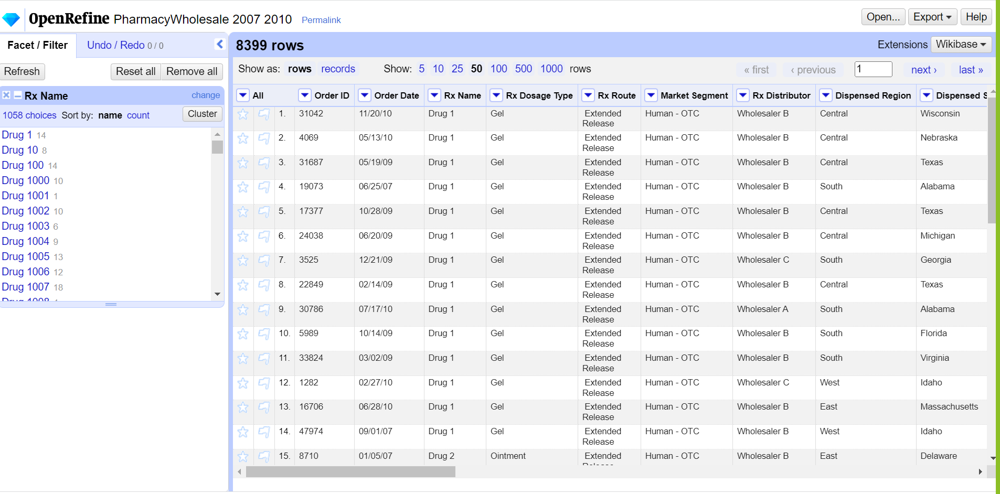 OpenRefine PharmacyWholesale 2007 2010 Permalink Open... Export Help
Facet / Filter Undo / Redo 0 / 0
Refresh Reset all Remove all
Rx Name change
1058 choices Sort by: name count Cluster
Drug 1 14
Drug 10 8
Drug 100 14
Drug 1000 10
Drug 1001 1
Drug 1002 10
Drug 1003 6
Drug 1004 9
Drug 1005 13
Drug 1006 12
Drug 1007 18
Drug 1008
8399 rows Extensions Wikibase
Show as: rows records Show: 5 10 25 50 100 500 1000 rows « first ‹ previous 1 next › last »
All Order ID Order Date Rx Name Rx Dosage Type Rx Route Market Segment Rx Distributor Dispensed Region Dispensed S
1. 31042 11/20/10 Drug 1 Gel Extended Human - OTC Wholesaler B Central Wisconsin
Release
2. 4069 05/13/10 Drug 1 Gel Extended Human - OTC Wholesaler B Central Nebraska
Release
3. 31687 05/19/09 Drug 1 Gel Extended Human - OTC Wholesaler B Central Texas
Release
4. 19073 06/25/07 Drug 1 Gel Extended Human - OTC Wholesaler B South Alabama
Release
5. 17377 10/28/09 Drug 1 Gel Extended Human - OTC Wholesaler B Central Texas
Release
6. 24038 06/20/09 Drug 1 Gel Extended Human - OTC Wholesaler B Central Michigan
Release
7. 3525 12/21/09 Drug 1 Gel Extended Human - OTC Wholesaler C South Georgia
Release
8. 22849 02/14/09 Drug 1 Gel Extended Human - OTC Wholesaler B Central Texas
Release
9. 30786 07/17/10 Drug 1 Gel Extended Human - OTC Wholesaler A South Alabama
Release
10. 5989 10/14/09 Drug 1 Gel Extended Human - OTC Wholesaler B South Florida
Release
11. 33824 03/02/09 Drug 1 Gel Extended Human - OTC Wholesaler B South Virginia
Release
12. 1282 02/27/10 Drug 1 Gel Extended Human - OTC Wholesaler C West Idaho
Release
13. 16706 06/28/10 Drug 1 Gel Extended Human - OTC Wholesaler B East Massachusetts
Release
14. 47974 09/01/07 Drug 1 Gel Extended Human - OTC Wholesaler B West Idaho
Release
15. 8710 01/05/07 Drug 2 Ointment Extended Human - OTC Wholesaler B East Delaware